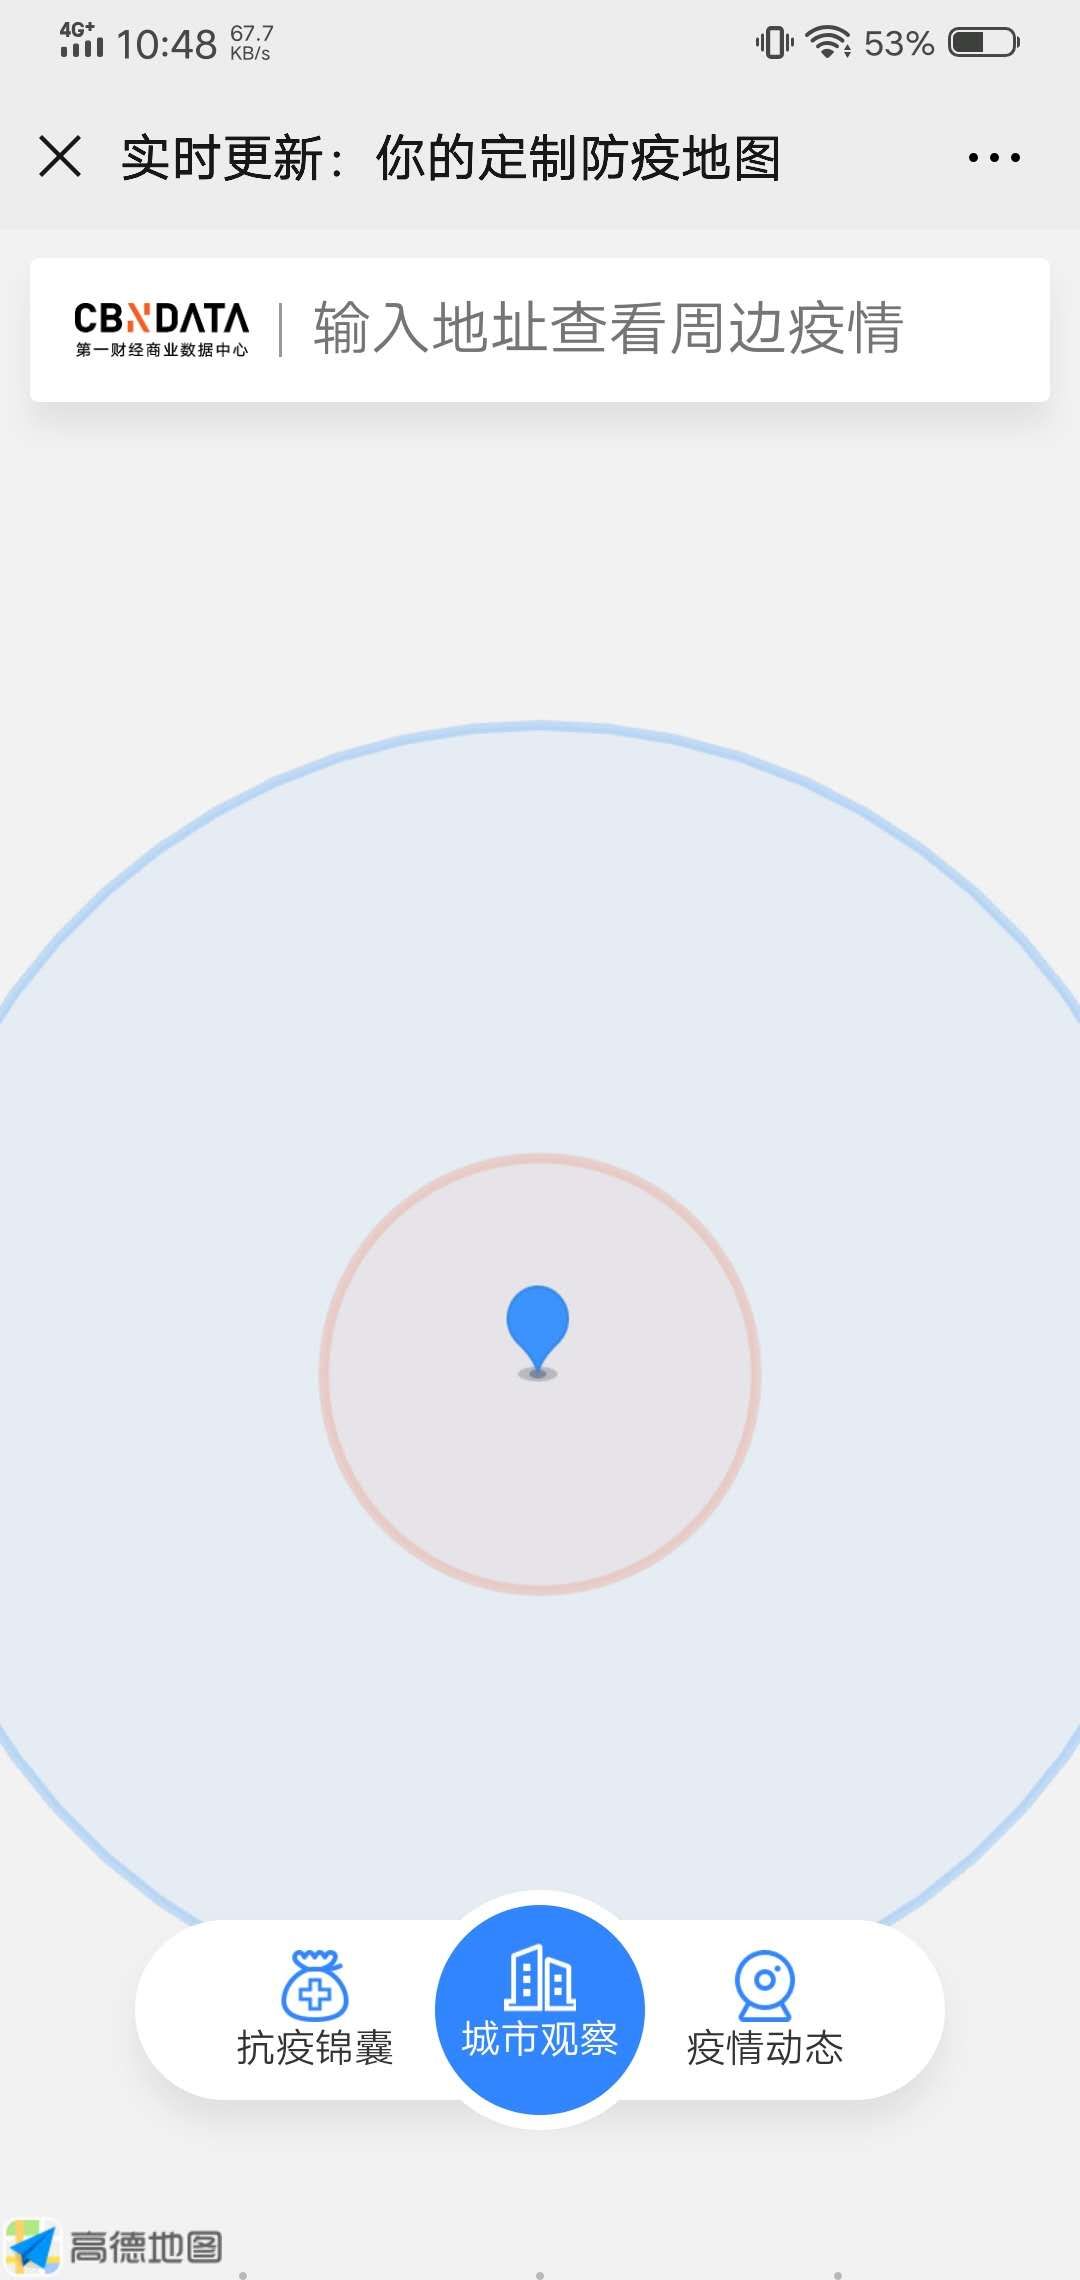 4G+ 10:48 67.7 KB/s 53%
实时更新：你的定制防疫地图
CBNDATA
第一财经商业数据中心
输入地址查看周边疫情
抗疫锦囊 城市观察 疫情动态
高德地图